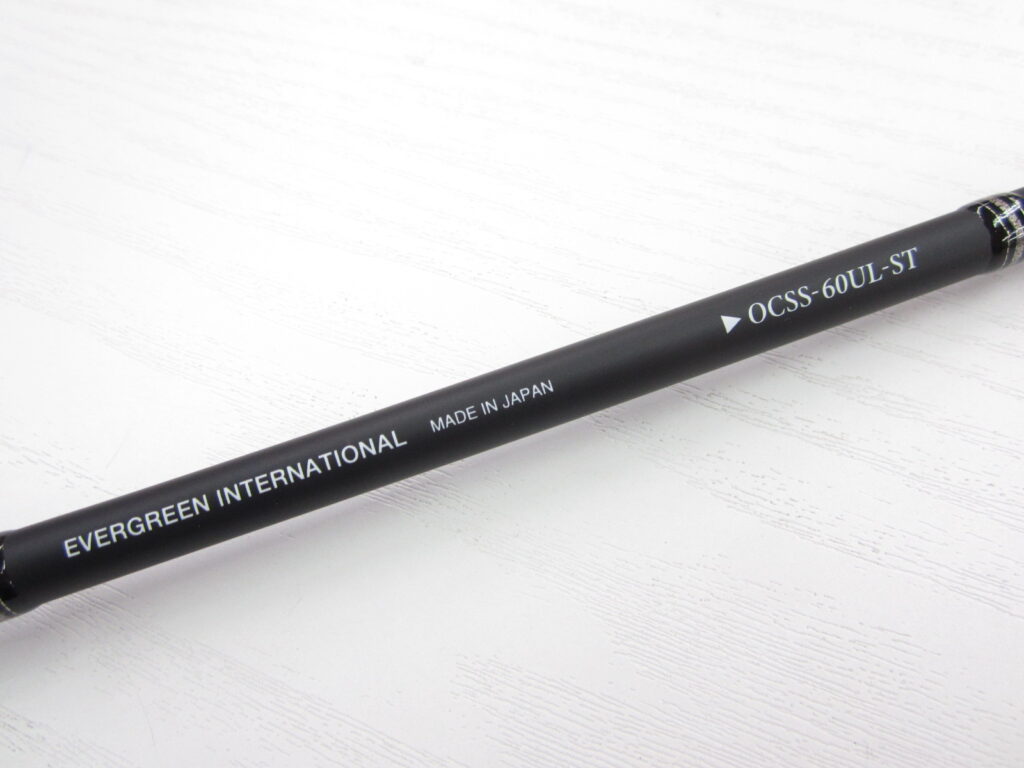 EVERGREEN INTERNATIONAL MADE IN JAPAN
▶ OCSS-60UL-ST